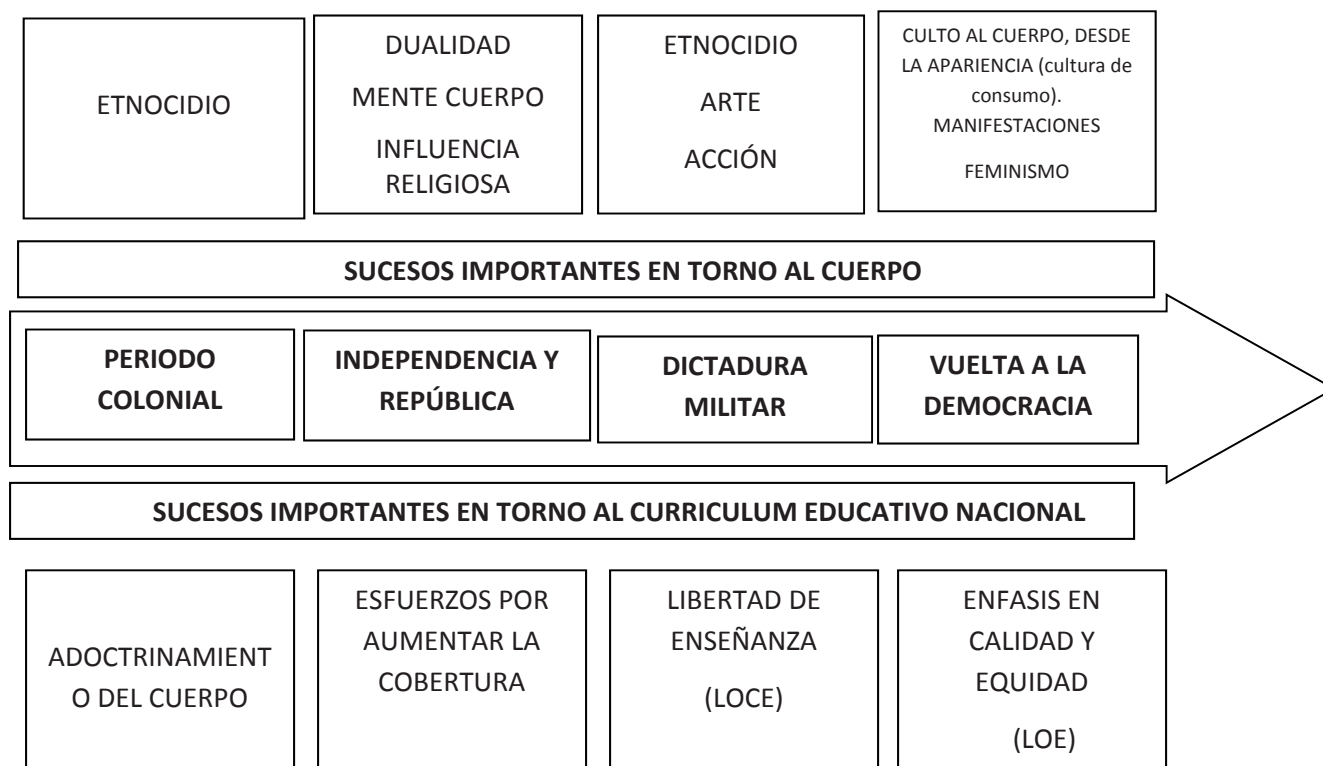 ETNOCIDIO
DUALIDAD
MENTE CUERPO
INFLUENCIA
RELIGIOSA
ETNOCIDIO
ARTE
ACCIÓN
CULTO AL CUERPO, DESDE
LA APARIENCIA (cultura de
consumo).
MANIFESTACIONES
FEMINISMO
SUCESOS IMPORTANTES EN TORNO AL CUERPO
PERIODO
COLONIAL
INDEPENDENCIA Y
REPÚBLICA
DICTADURA
MILITAR
VUELTA A LA
DEMOCRACIA
SUCESOS IMPORTANTES EN TORNO AL CURRICULUM EDUCATIVO NACIONAL
ADOCTRINAMIENT
O DEL CUERPO
ESFUERZOS POR
AUMENTAR LA
COBERTURA
LIBERTAD DE
ENSEÑANZA
(LOCE)
ENFASIS EN
CALIDAD Y
EQUIDAD
(LOE)